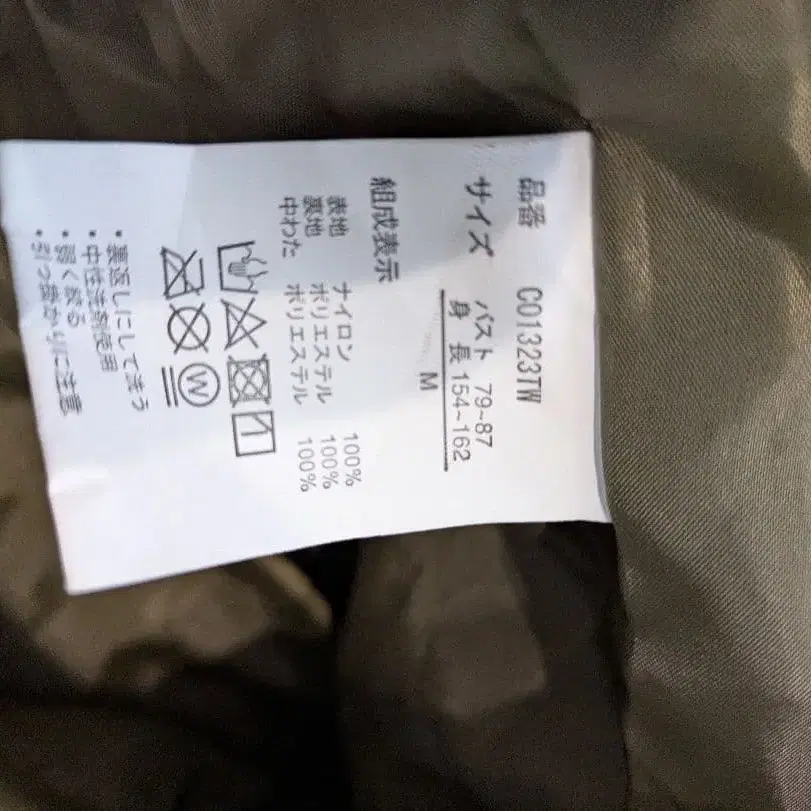 品番 C01323TW
サイズ バスト 79~87
身 長 154~162
M
組成表示
表地 ナイロン 100%
裏地 ポリエステル 100%
中わた ポリエステル 100%
W
・裏返しにして洗う
・中性洗剤使用
・弱く絞る
・引っ掛かりに注意